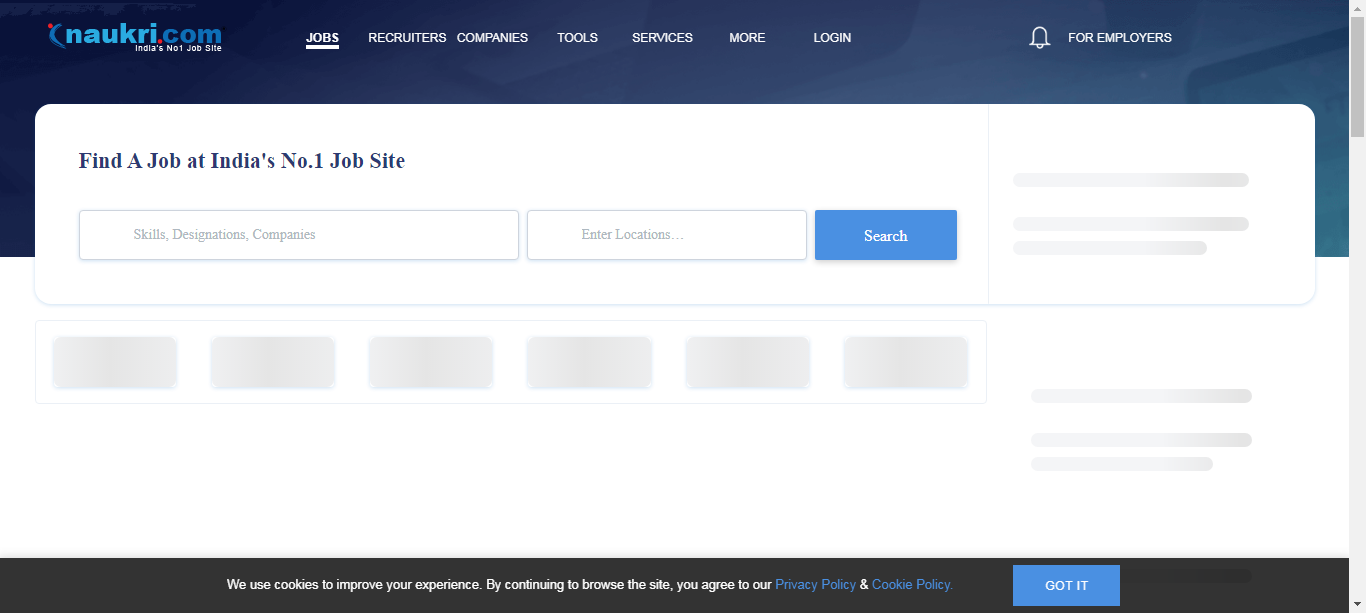 naukri.com
India's No1 Job Site
JOBS RECRUITERS COMPANIES TOOLS SERVICES MORE LOGIN FOR EMPLOYERS
Find A Job at India's No.1 Job Site
Skills, Designations, Companies Enter Locations... Search
We use cookies to improve your experience. By continuing to browse the site, you agree to our Privacy Policy & Cookie Policy. GOT IT